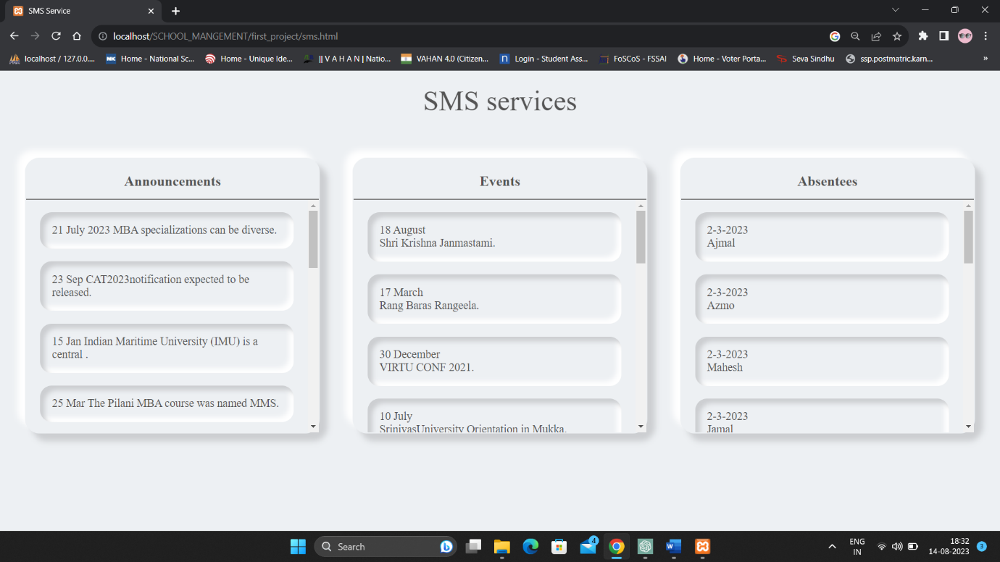 SMS Service
localhost/SCHOOL_MANGEMENT/first_project/sms.html
localhost / 127.0.0.... Home - National Sc... Home - Unique Ide... || V A H A N | Natio... VAHAN 4.0 (Citizen... Login - Student Ass... FoSCoS - FSSAI Home - Voter Porta... Seva Sindhu ssp.postmatric.karn... »
SMS services
Announcements
21 July 2023 MBA specializations can be diverse.
23 Sep CAT2023notification expected to be
released.
15 Jan Indian Maritime University (IMU) is a
central .
25 Mar The Pilani MBA course was named MMS.
Events
18 August
Shri Krishna Janmastami.
17 March
Rang Baras Rangeela.
30 December
VIRTU CONF 2021.
10 July
SrinivasUniversity Orientation in Mukka.
Absentees
2-3-2023
Ajmal
2-3-2023
Azmo
2-3-2023
Mahesh
2-3-2023
Jamal
Search
4
ENG
IN
18:32
14-08-2023
3